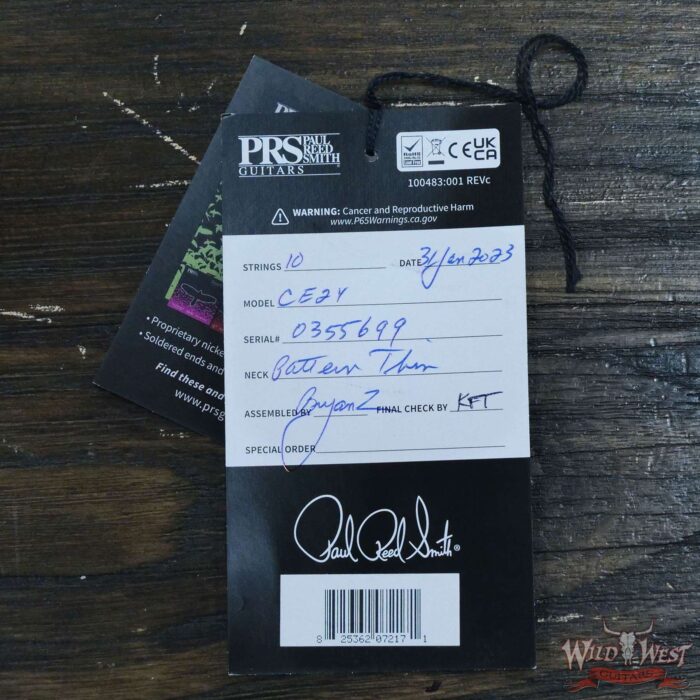 PRS PAUL REED SMITH
GUITARS
CE UK CA
100483:001 REVc
WARNING: Cancer and Reproductive Harm
www.P65Warnings.ca.gov
STRINGS 10 DATE 31 Jan 2023
MODEL CE24
SERIAL# 0355699
NECK Pattern Thin
ASSEMBLED BY Bryan Z FINAL CHECK BY KFT
SPECIAL ORDER
Paul Reed Smith®
8 25362 07217 1
• Proprietary nicke
• Soldered ends and
Find these and
www.prsg
WILD WEST
GUITARS